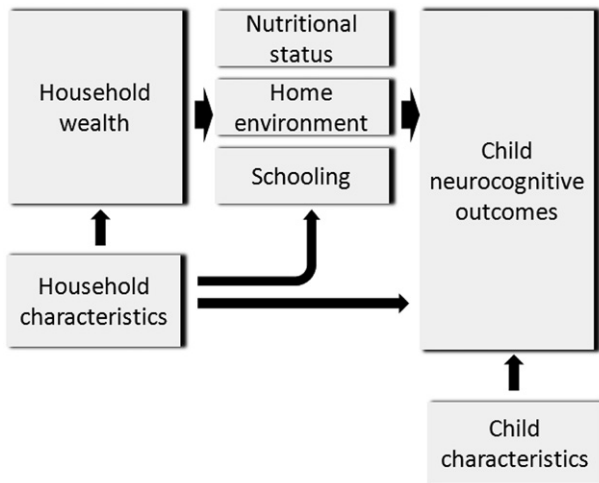 Household
wealth
Nutritional
status
Home
environment
Schooling
Child
neurocognitive
outcomes
Household
characteristics
Child
characteristics